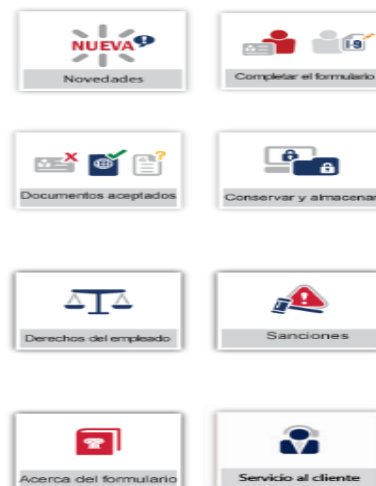 NUEVA
Novedades
I-9
Completar el formulario
?
Documentos aceptados
Conservar y almacenar
Derechos del empleado
!
Sanciones
Acerca del formulario
Servicio al cliente